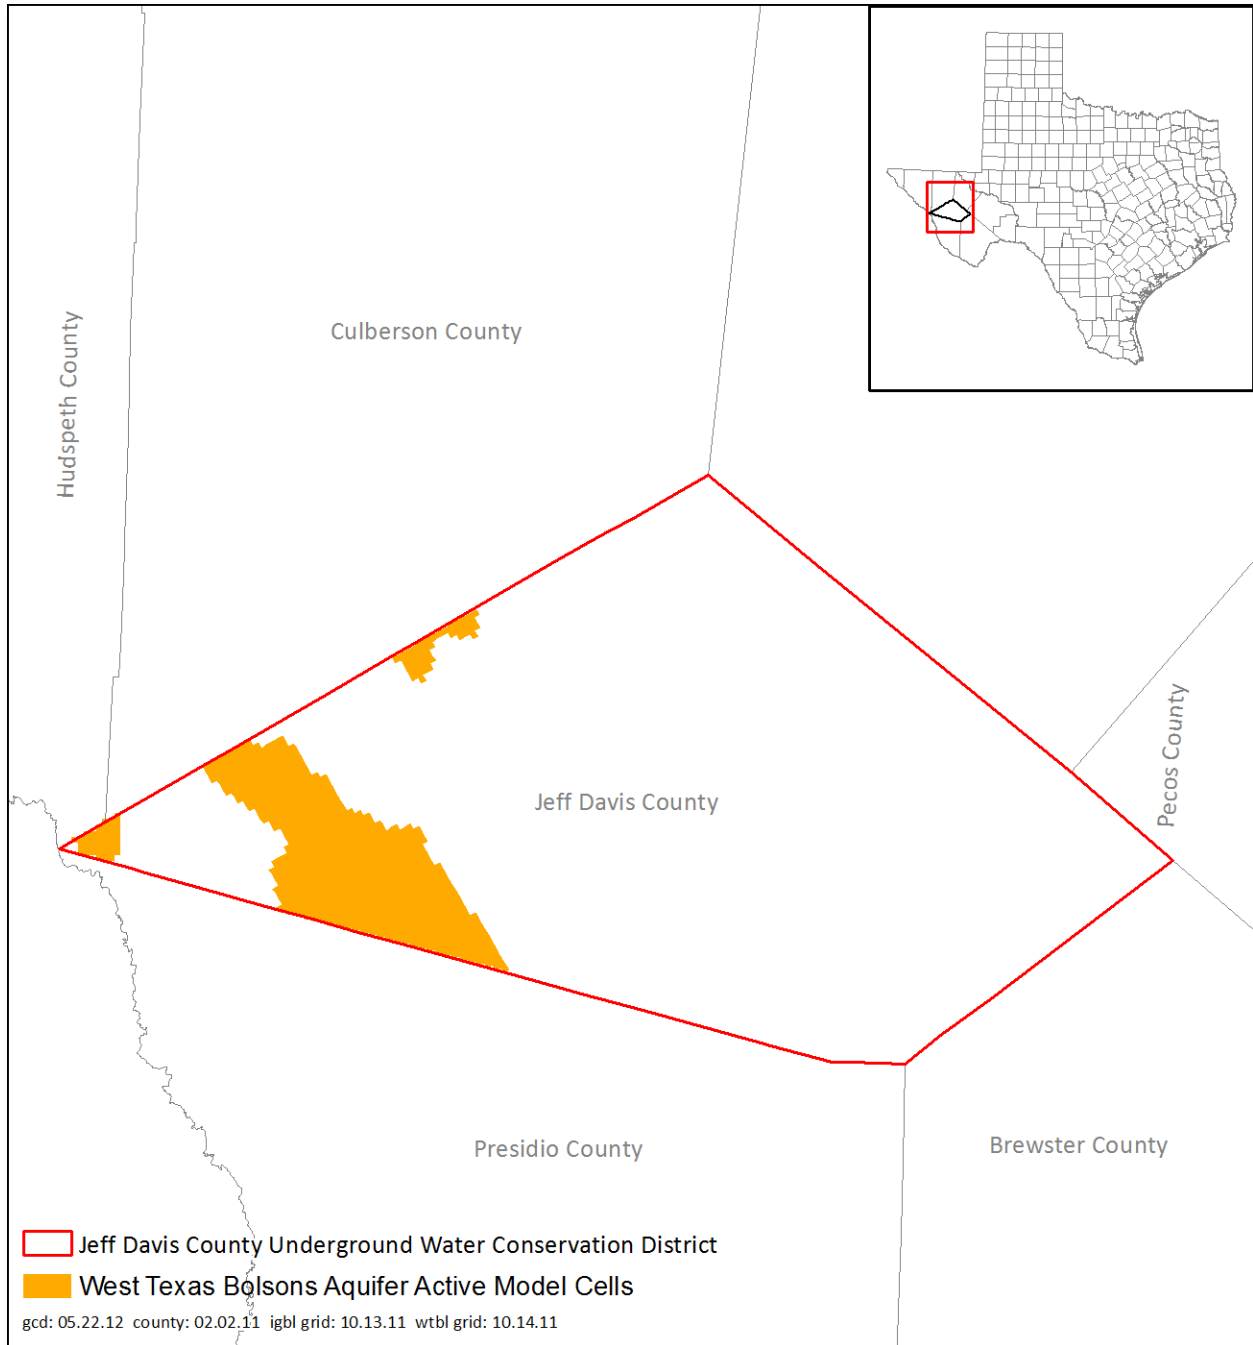 Culberson County
Hudspeth County
Pecos County
Jeff Davis County
Presidio County
Brewster County
Jeff Davis County Underground Water Conservation District
West Texas Bolsons Aquifer Active Model Cells
gcd: 05.22.12 county: 02.02.11 igbl grid: 10.13.11 wtbl grid: 10.14.11